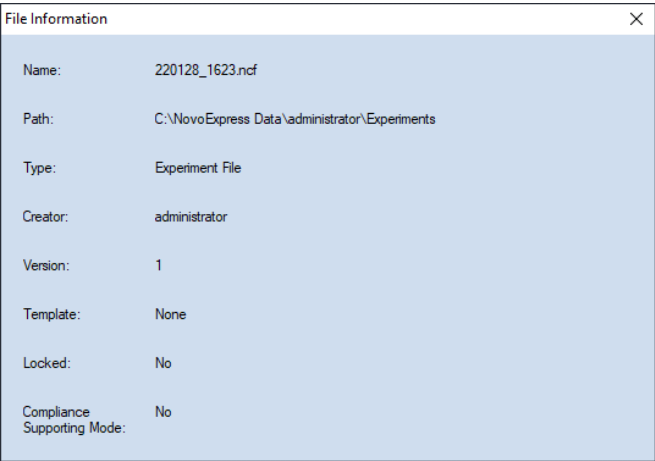 File Information
Name: 220128_1623.ncf
Path: C:\NovoExpress Data\administrator\Experiments
Type: Experiment File
Creator: administrator
Version: 1
Template: None
Locked: No
Compliance No
Supporting Mode: